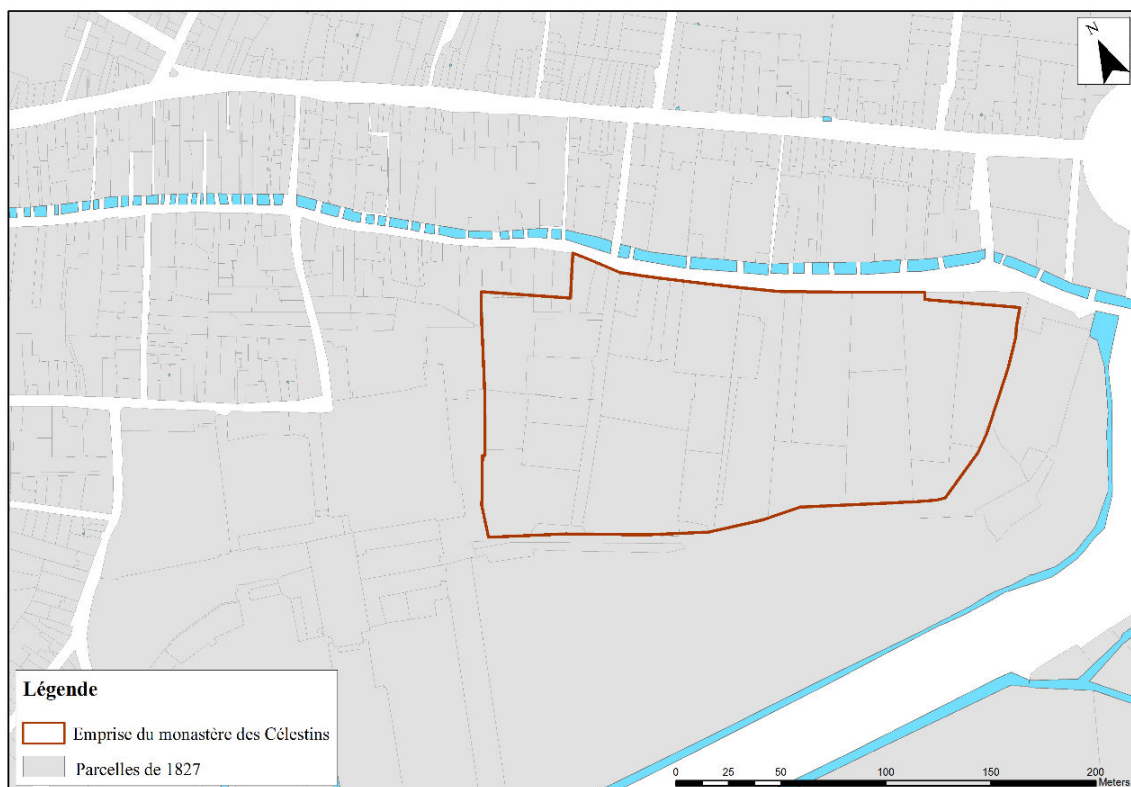 N
Légende
Emprise du monastère des Célestins
Parcelles de 1827
0 25 50 100 150 200
Meters